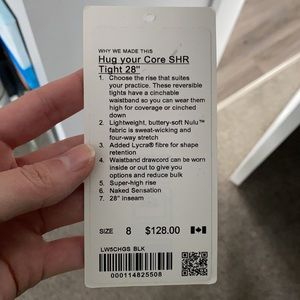 WHY WE MADE THIS
Hug your Core SHR
Tight 28"
1. Choose the rise that suites
your practice. These reversible
tights have a cinchable
waistband so you can wear them
high for coverage or cinched
down
2. Lightweight, buttery-soft Nulu™
fabric is sweat-wicking and
four-way stretch
3. Added Lycra® fibre for shape
retention
4. Waistband drawcord can be worn
inside or out to give you
options and reduce bulk
5. Super-high rise
6. Naked Sensation
7. 28" Inseam
SIZE 8 $128.00
LW5CHGS BLK
000114825508